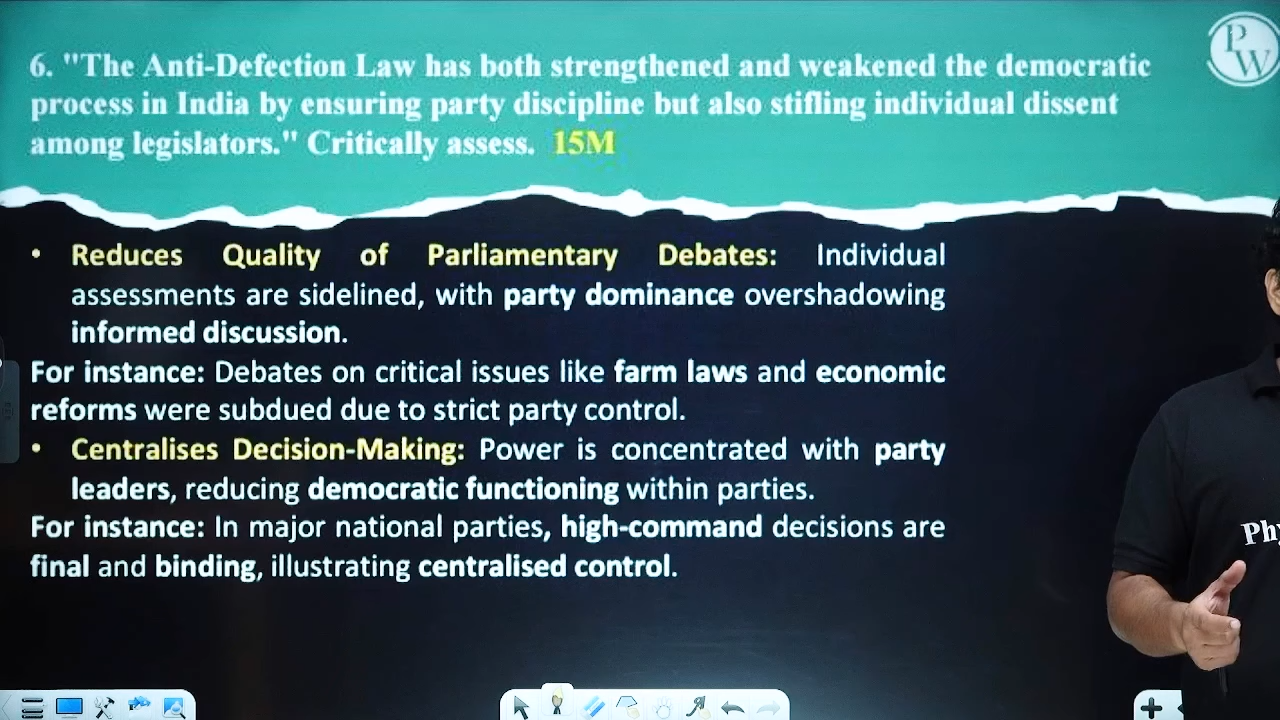 PW
6. "The Anti-Defection Law has both strengthened and weakened the democratic
process in India by ensuring party discipline but also stifling individual dissent
among legislators." Critically assess. 15M
• Reduces Quality of Parliamentary Debates: Individual
assessments are sidelined, with party dominance overshadowing
informed discussion.
For instance: Debates on critical issues like farm laws and economic
reforms were subdued due to strict party control.
• Centralises Decision-Making: Power is concentrated with party
leaders, reducing democratic functioning within parties.
For instance: In major national parties, high-command decisions are
final and binding, illustrating centralised control.
Phy